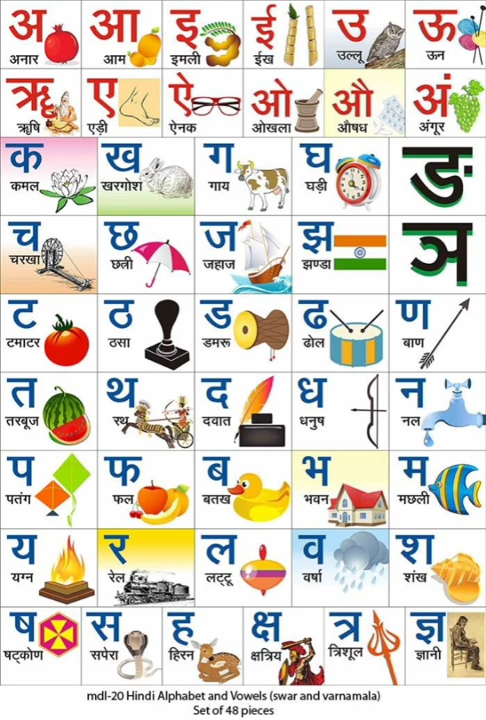 अ आ इ ई उ ऊ
अनार आम इमली ईख उल्लू ऊन
ऋ ए ऐ ओ औ अं
ऋषि एड़ी ऐनक ओखला औषध अंगूर
क ख ग घ ङ
कमल खरगोश गाय घड़ी
च छ ज झ ञ
चरखा छत्री जहाज झण्डा
ट ठ ड ढ ण
टमाटर ठसा डमरू ढोल बाण
त थ द ध न
तरबूज रथ दवात धनुष नल
प फ ब भ म
पतंग फल बतख भवन मछली
य र ल व श
यग्न रेल लट्टू वर्षा शंख
ष स ह क्ष त्र ज्ञ
षट्कोण सपेरा हिरन क्षत्रिय त्रिशूल ज्ञानी
mdl-20 Hindi Alphabet and Vowels (swar and varnamala)
Set of 48 pieces